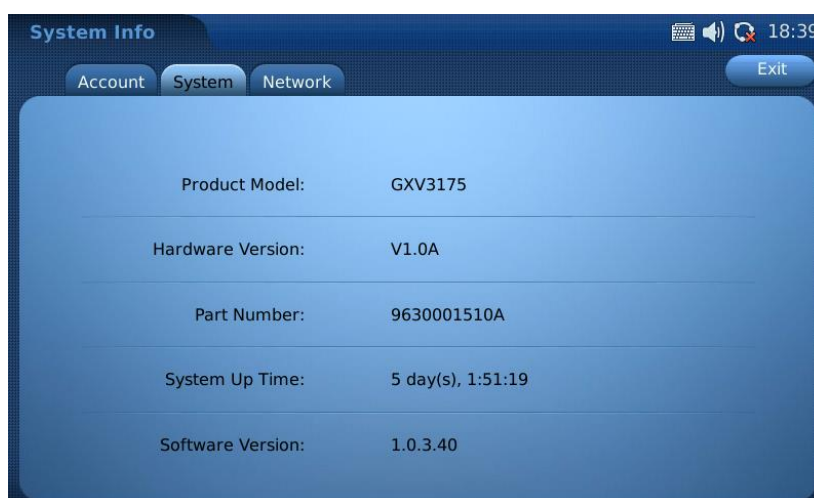 System Info 18:39
Exit
Account System Network
Product Model: GXV3175
Hardware Version: V1.0A
Part Number: 9630001510A
System Up Time: 5 day(s), 1:51:19
Software Version: 1.0.3.40